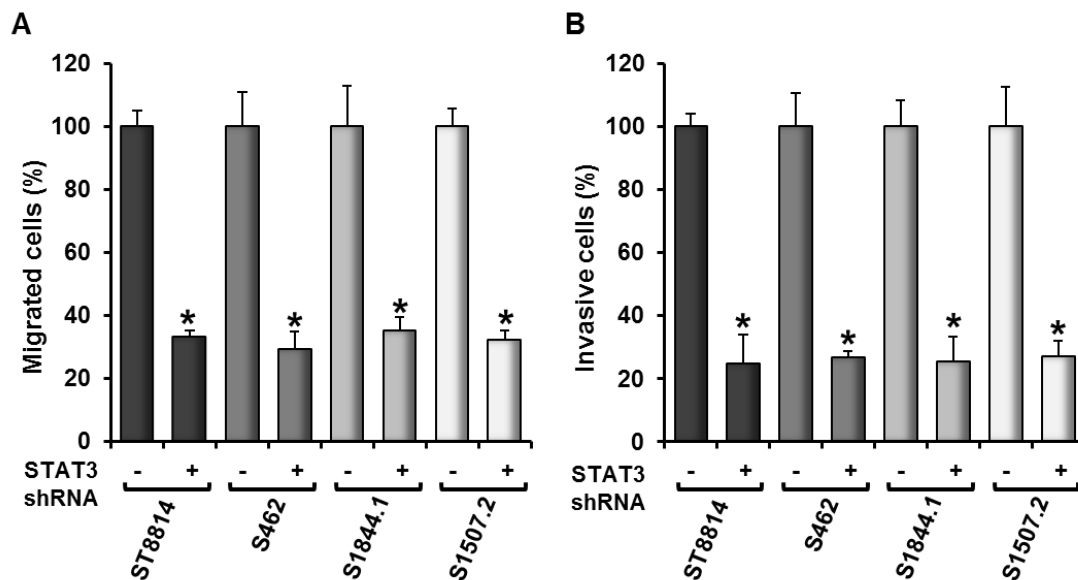 A
Migrated cells (%)
120
100
80
60
40
20
0
* * * *
STAT3 - + - + - + - +
shRNA
ST8814 S462 S1844.1 S1507.2
B
Invasive cells (%)
120
100
80
60
40
20
0
* * * *
STAT3 - + - + - + - +
shRNA
ST8814 S462 S1844.1 S1507.2